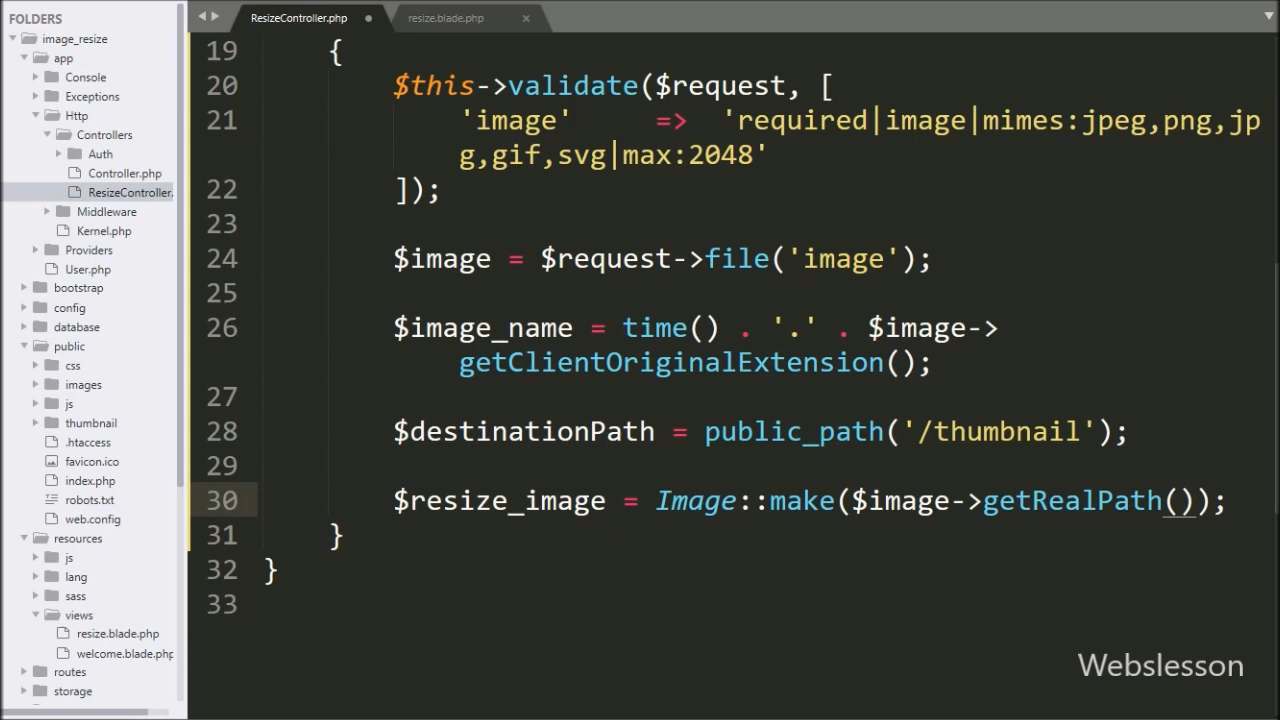 FOLDERS
image_resize
app
Console
Exceptions
Http
Controllers
Auth
Controller.php
ResizeController.
Middleware
Kernel.php
Providers
User.php
bootstrap
config
database
public
css
images
js
thumbnail
.htaccess
favicon.ico
index.php
robots.txt
web.config
resources
js
lang
sass
views
resize.blade.php
welcome.blade.php
routes
storage
ResizeController.php
resize.blade.php
19 {
20 $this->validate($request, [
21 'image' => 'required|image|mimes:jpeg,png,jp
g,gif,svg|max:2048'
22 ]);
23
24 $image = $request->file('image');
25
26 $image_name = time() . '.' . $image->
getClientOriginalExtension();
27
28 $destinationPath = public_path('/thumbnail');
29
30 $resize_image = Image::make($image->getRealPath());
31 }
32 }
33
Webslesson